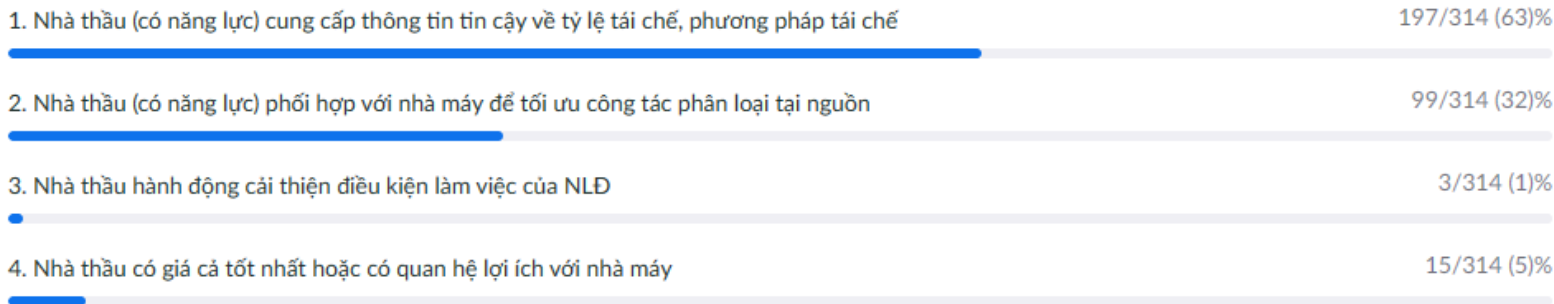 1. Nhà thầu (có năng lực) cung cấp thông tin tin cậy về tỷ lệ tái chế, phương pháp tái chế 197/314 (63)%
2. Nhà thầu (có năng lực) phối hợp với nhà máy để tối ưu công tác phân loại tại nguồn 99/314 (32)%
3. Nhà thầu hành động cải thiện điều kiện làm việc của NLĐ 3/314 (1)%
4. Nhà thầu có giá cả tốt nhất hoặc có quan hệ lợi ích với nhà máy 15/314 (5)%